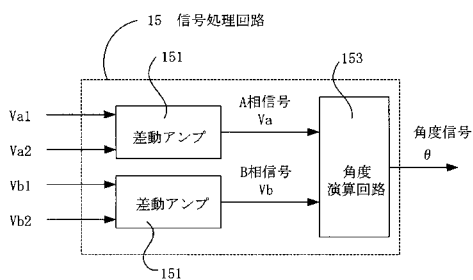 15 信号処理回路
151
153
Va1
Va2
差動アンプ
A相信号
Va
Vb1
Vb2
差動アンプ
B相信号
Vb
角度
演算回路
角度信号
θ
151